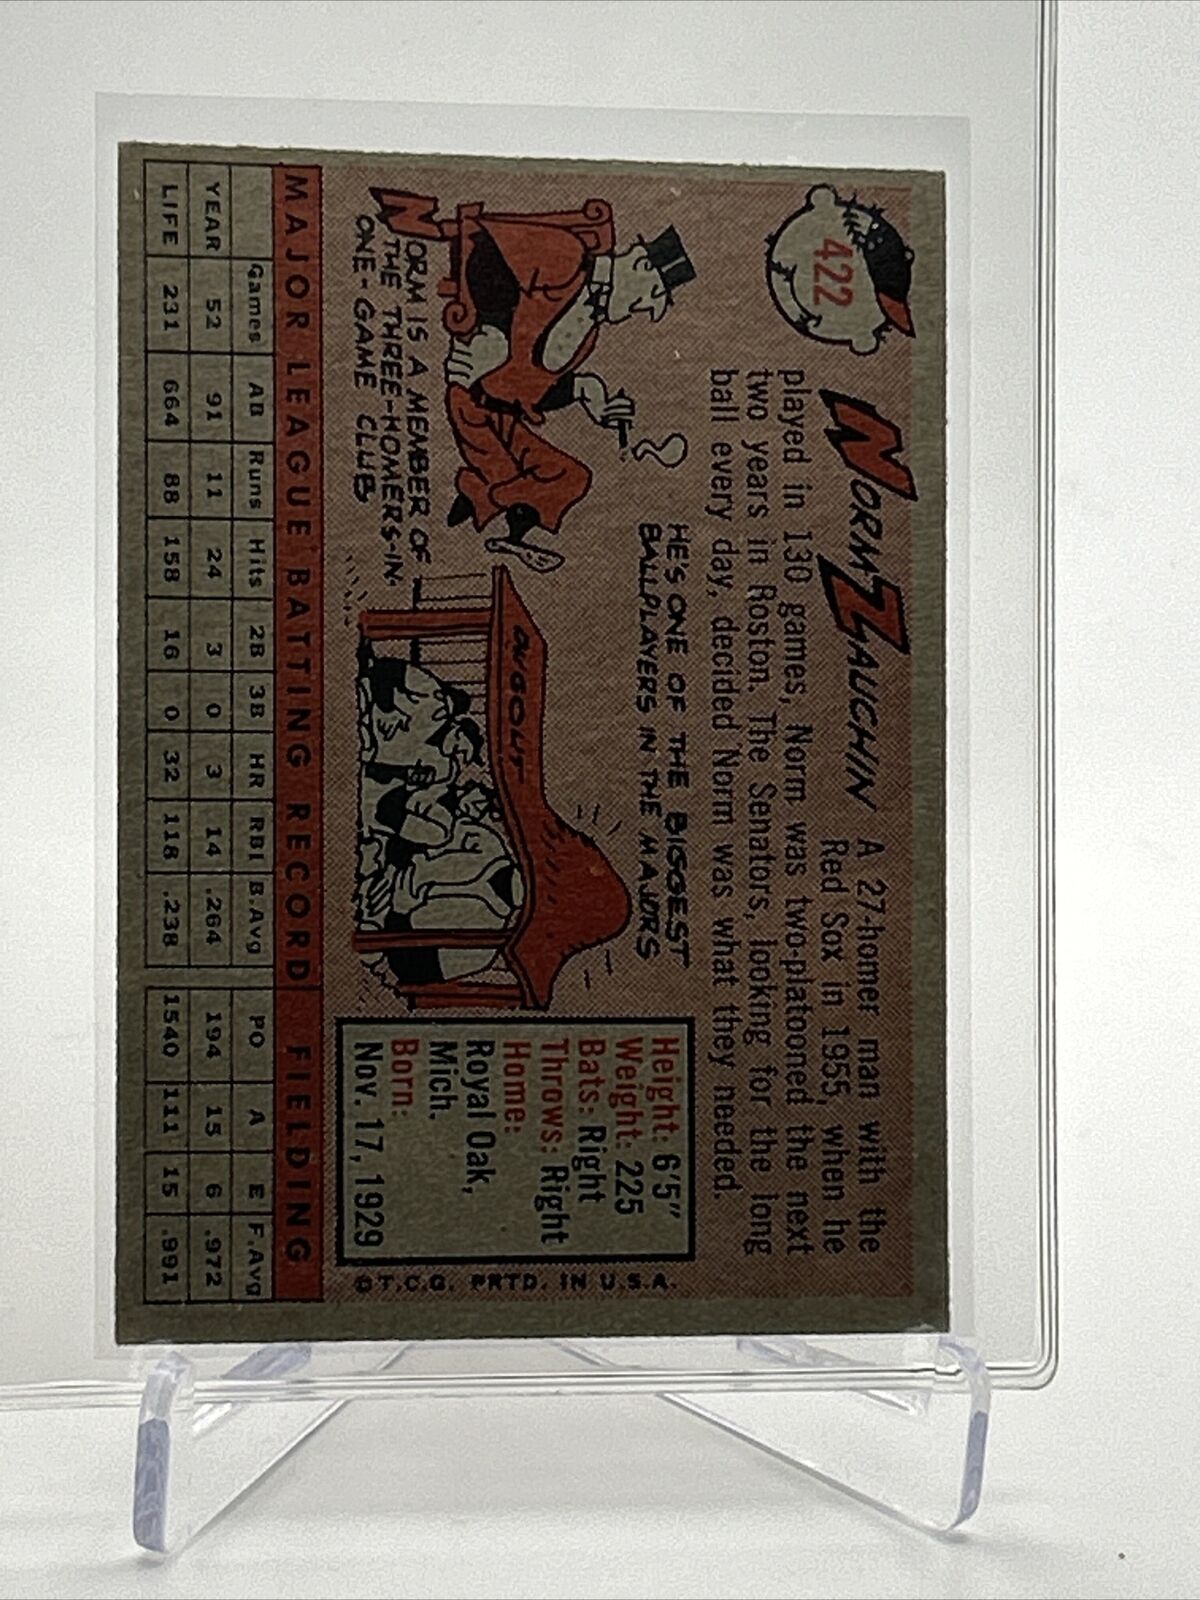 422
NORM ZAUCHIN
A 27-homer man with the
Red Sox in 1955, when he
played in 130 games, Norm was two-platooned the next
two years in Boston. The Senators, looking for the long
ball every day, decided Norm was what they needed.
HE'S ONE OF THE BIGGEST
BALLPLAYERS IN THE MAJORS
DUGOUT
NORM IS A MEMBER OF
THE THREE-HOMERS-IN-
ONE-GAME CLUB
Height: 6'5"
Weight: 225
Bats: Right
Throws: Right
Home:
Royal Oak,
Mich.
Born:
Nov. 17, 1929
©T.C.G. PRTD. IN U.S.A.
MAJOR LEAGUE BATTING RECORD FIELDING
Games AB Runs Hits 2B 3B HR RBI B.Avg PO A E F.Avg
YEAR 52 91 11 24 3 0 3 14 .264 194 15 6 .972
LIFE 231 664 88 158 16 0 32 118 .238 1540 111 15 .991